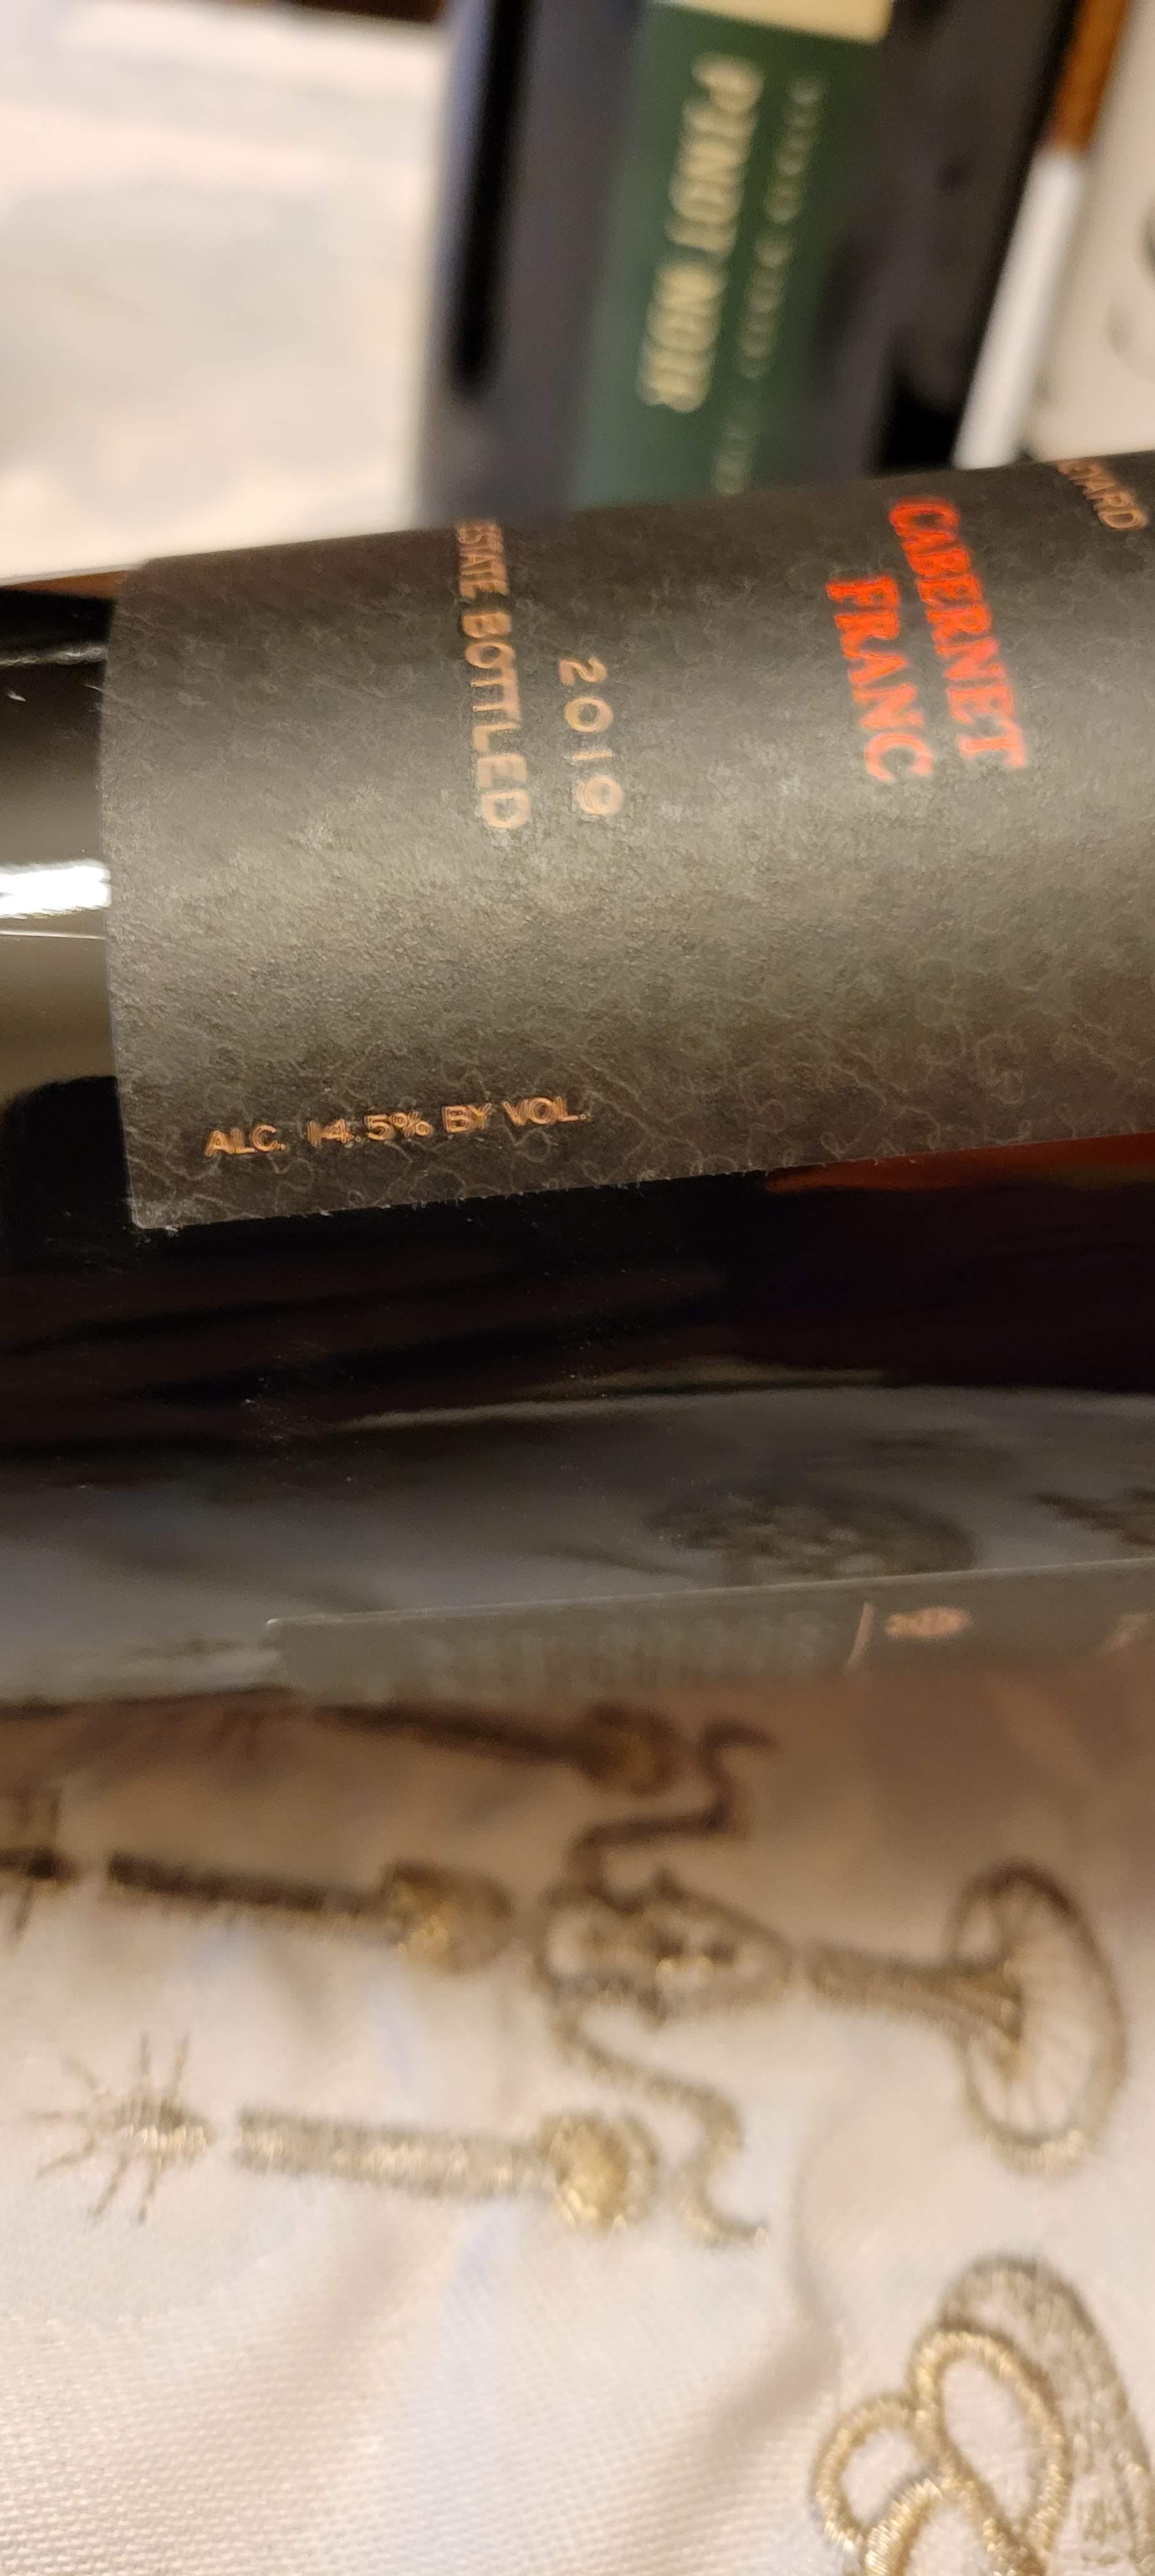 PINOT NOIR
CABERNET
FRANC
2019
ESTATE BOTTLED
ALC. 14.5% BY VOL.